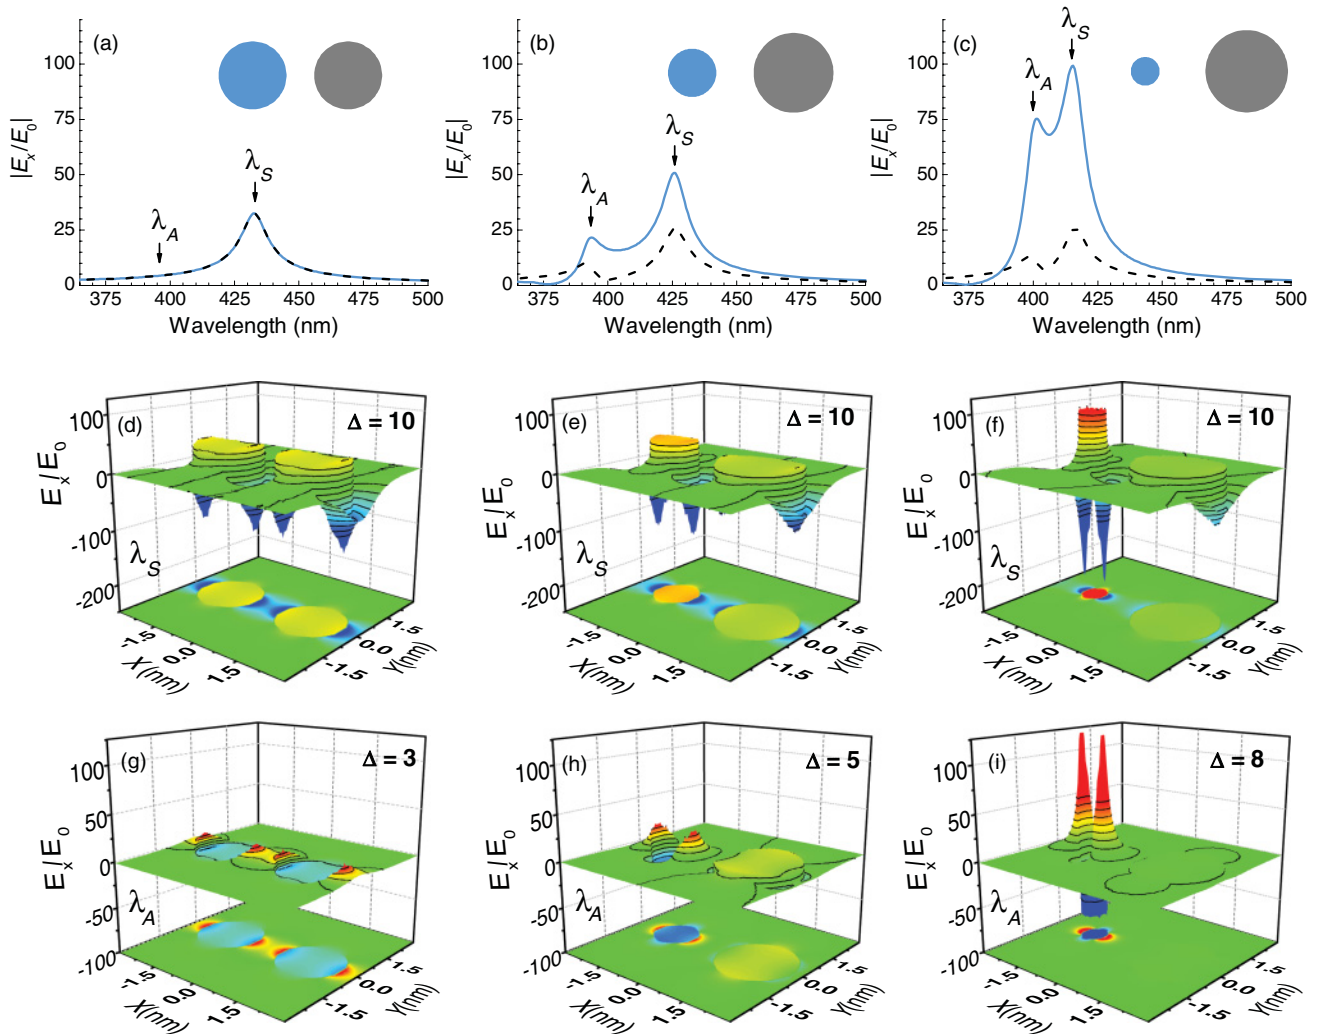 (a)
λS
λA
|Ex/E0|
100
75
50
25
0
375 400 425 450 475 500
Wavelength (nm)
(b)
λS
λA
|Ex/E0|
100
75
50
25
0
375 400 425 450 475 500
Wavelength (nm)
(c)
λS
λA
|Ex/E0|
100
75
50
25
0
375 400 425 450 475 500
Wavelength (nm)
(d)
Δ = 10
Ex/E0
100
0
-100
-200
λS
-1.5 0.0 1.5
X(nm)
-1.5 0.0 1.5
Y(nm)
(e)
Δ = 10
Ex/E0
100
0
-100
-200
λS
-1.5 0.0 1.5
X(nm)
-1.5 0.0 1.5
Y(nm)
(f)
Δ = 10
Ex/E0
100
0
-100
-200
λS
-1.5 0.0 1.5
X(nm)
-1.5 0.0 1.5
Y(nm)
(g)
Δ = 3
Ex/E0
100
50
0
-50
-100
λA
-1.5 0.0 1.5
X(nm)
-1.5 0.0 1.5
Y(nm)
(h)
Δ = 5
Ex/E0
100
50
0
-50
-100
λA
-1.5 0.0 1.5
X(nm)
-1.5 0.0 1.5
Y(nm)
(i)
Δ = 8
Ex/E0
100
50
0
-50
-100
λA
-1.5 0.0 1.5
X(nm)
-1.5 0.0 1.5
Y(nm)